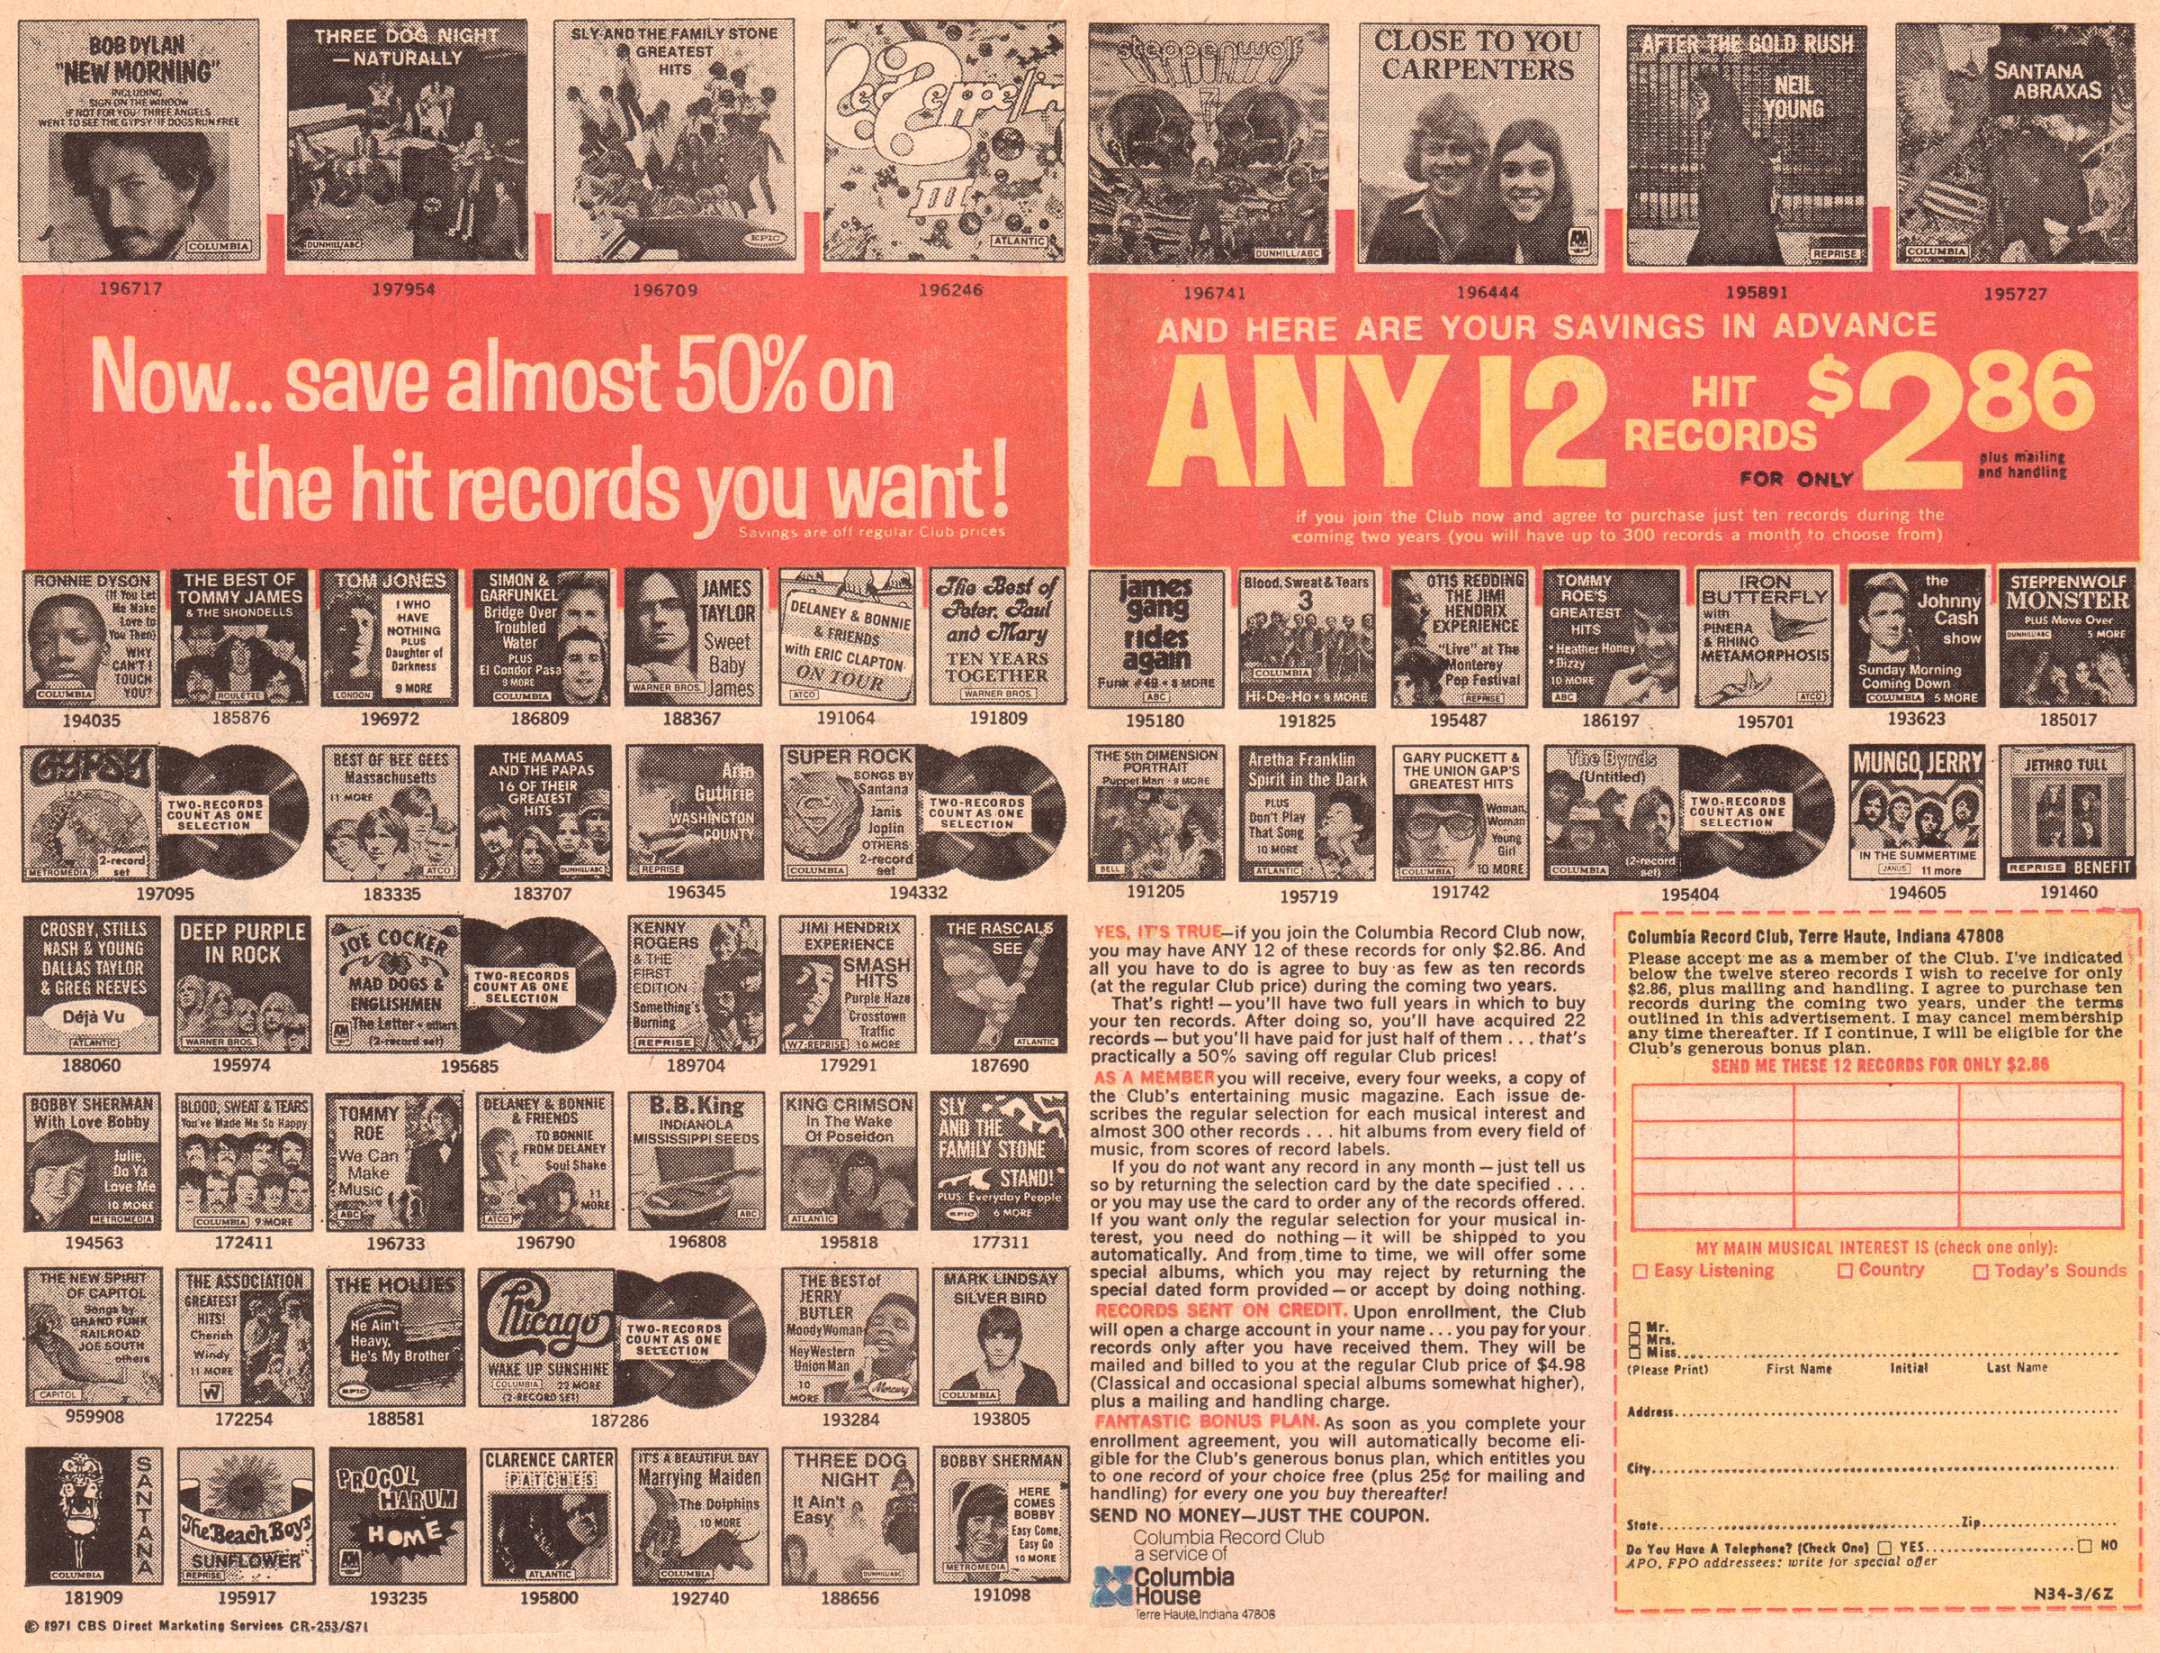 BOB DYLAN
"NEW MORNING"
INCLUDING
SIGN ON THE WINDOW
IF NOT FOR YOU/THREE ANGELS
WENT TO SEE THE GYPSY/IF DOGS RUN FREE
COLUMBIA
196717
THREE DOG NIGHT
—NATURALLY
DUNHILL/ABC
197954
SLY AND THE FAMILY STONE
GREATEST
HITS
EPIC
196709
Led Zeppelin
III
ATLANTIC
196246
steppenwolf
7
DUNHILL/ABC
196741
CLOSE TO YOU
CARPENTERS
A&M
196444
AFTER THE GOLD RUSH
NEIL
YOUNG
REPRISE
195891
SANTANA
ABRAXAS
COLUMBIA
195727
Now... save almost 50% on
the hit records you want!
Savings are off regular Club prices
AND HERE ARE YOUR SAVINGS IN ADVANCE
ANY 12 HIT RECORDS FOR ONLY $2.86
plus mailing
and handling
if you join the Club now and agree to purchase just ten records during the
coming two years (you will have up to 300 records a month to choose from)
RONNIE DYSON
(If You Let
Me Make
Love to
You Then)
WHY
CAN'T I
TOUCH
YOU?
COLUMBIA
194035
THE BEST OF
TOMMY JAMES
& THE SHONDELLS
ROULETTE
185876
TOM JONES
I WHO
HAVE
NOTHING
PLUS
Daughter of
Darkness
9 MORE
LONDON
196972
SIMON &
GARFUNKEL
Bridge Over
Troubled
Water
PLUS
El Condor Pasa
9 MORE
COLUMBIA
186809
JAMES
TAYLOR
Sweet
Baby
James
WARNER BROS.
188367
DELANEY & BONNIE
& FRIENDS
with ERIC CLAPTON
ON TOUR
ATCO
191064
The Best of
Peter, Paul
and Mary
TEN YEARS
TOGETHER
WARNER BROS.
191809
james
gang
rides
again
Funk #49 • 8 MORE
ABC
195180
Blood, Sweat & Tears
3
COLUMBIA
Hi-De-Ho • 9 MORE
191825
OTIS REDDING
THE JIMI
HENDRIX
EXPERIENCE
"Live" at The
Monterey
Pop Festival
REPRISE
195487
TOMMY
ROE'S
GREATEST
HITS
• Heather Honey
• Dizzy
10 MORE
ABC
186197
IRON
BUTTERFLY
with
PINERA
& RHINO
METAMORPHOSIS
ATCO
195701
the
Johnny
Cash
show
Sunday Morning
Coming Down
COLUMBIA 5 MORE
193623
STEPPENWOLF
MONSTER
PLUS Move Over
DUNHILL/ABC 5 MORE
185017
GYPSY
2-record
set
METROMEDIA
TWO-RECORDS
COUNT AS ONE
SELECTION
197095
BEST OF BEE GEES
Massachusetts
11 MORE
ATCO
183335
THE MAMAS
AND THE PAPAS
16 OF THEIR
GREATEST
HITS
DUNHILL/ABC
183707
Arlo
Guthrie
WASHINGTON
COUNTY
REPRISE
196345
SUPER ROCK
SONGS BY
Santana
Janis
Joplin
OTHERS
2-record
set
COLUMBIA
TWO-RECORDS
COUNT AS ONE
SELECTION
194332
THE 5th DIMENSION
PORTRAIT
Puppet Man • 9 MORE
BELL
191205
Aretha Franklin
Spirit in the Dark
PLUS
Don't Play
That Song
10 MORE
ATLANTIC
195719
GARY PUCKETT &
THE UNION GAP'S
GREATEST HITS
Woman,
Woman
Young
Girl
10 MORE
COLUMBIA
191742
The Byrds
(Untitled)
(2-record
set)
COLUMBIA
TWO-RECORDS
COUNT AS ONE
SELECTION
195404
MUNGO JERRY
IN THE SUMMERTIME
JANUS 11 more
194605
JETHRO TULL
REPRISE BENEFIT
191460
CROSBY, STILLS
NASH & YOUNG
DALLAS TAYLOR
& GREG REEVES
Déjà Vu
ATLANTIC
188060
DEEP PURPLE
IN ROCK
WARNER BROS.
195974
JOE COCKER
MAD DOGS &
ENGLISHMEN
The Letter • others
(2-record set)
A&M
TWO-RECORDS
COUNT AS ONE
SELECTION
195685
KENNY
ROGERS
& THE
FIRST
EDITION
Something's
Burning
REPRISE
189704
JIMI HENDRIX
EXPERIENCE
SMASH
HITS
Purple Haze
Crosstown
Traffic
W7-REPRISE 10 MORE
179291
THE RASCALS
SEE
ATLANTIC
187690
BOBBY SHERMAN
With Love Bobby
Julie,
Do Ya
Love Me
10 MORE
METROMEDIA
194563
BLOOD, SWEAT & TEARS
You've Made Me So Happy
COLUMBIA 9 MORE
172411
TOMMY
ROE
We Can
Make
Music
ABC
196733
DELANEY & BONNIE
& FRIENDS
TO BONNIE
FROM DELANEY
Soul Shake
11
MORE
ATCO
196790
B.B.King
INDIANOLA
MISSISSIPPI SEEDS
ABC
196808
KING CRIMSON
In The Wake
Of Poseidon
ATLANTIC
195818
SLY
AND THE
FAMILY STONE
STAND!
PLUS: Everyday People
EPIC 6 MORE
177311
THE NEW SPIRIT
OF CAPITOL
Songs by
GRAND FUNK
RAILROAD
JOE SOUTH
others
CAPITOL
959908
THE ASSOCIATION
GREATEST
HITS!
Cherish
Windy
11 MORE
W7
172254
THE HOLLIES
He Ain't
Heavy,
He's My Brother
EPIC
188581
Chicago
WAKE UP SUNSHINE
COLUMBIA 22 MORE
(2-RECORD SET)
TWO-RECORDS
COUNT AS ONE
SELECTION
187286
THE BEST of
JERRY
BUTLER
Moody Woman
Hey Western
Union Man
10
MORE
Mercury
193284
MARK LINDSAY
SILVER BIRD
COLUMBIA
193805
SANTANA
COLUMBIA
181909
The Beach Boys
SUNFLOWER
REPRISE
195917
PROCOL
HARUM
HOME
A&M
193235
CLARENCE CARTER
PATCHES
ATLANTIC
195800
IT'S A BEAUTIFUL DAY
Marrying Maiden
The Dolphins
10 MORE
COLUMBIA
192740
THREE DOG
NIGHT
It Ain't
Easy
DUNHILL/ABC
188656
BOBBY SHERMAN
HERE
COMES
BOBBY
Easy Come,
Easy Go
10 MORE
METROMEDIA
191098
© 1971 CBS Direct Marketing Services CR-253/S71
YES, IT'S TRUE—if you join the Columbia Record Club now,
you may have ANY 12 of these records for only $2.86. And
all you have to do is agree to buy as few as ten records
(at the regular Club price) during the coming two years.
That's right! — you'll have two full years in which to buy
your ten records. After doing so, you'll have acquired 22
records — but you'll have paid for just half of them . . . that's
practically a 50% saving off regular Club prices!
AS A MEMBER you will receive, every four weeks, a copy of
the Club's entertaining music magazine. Each issue de-
scribes the regular selection for each musical interest and
almost 300 other records . . . hit albums from every field of
music, from scores of record labels.
If you do not want any record in any month — just tell us
so by returning the selection card by the date specified . . .
or you may use the card to order any of the records offered.
If you want only the regular selection for your musical in-
terest, you need do nothing — it will be shipped to you
automatically. And from time to time, we will offer some
special albums, which you may reject by returning the
special dated form provided — or accept by doing nothing.
RECORDS SENT ON CREDIT. Upon enrollment, the Club
will open a charge account in your name . . . you pay for your
records only after you have received them. They will be
mailed and billed to you at the regular Club price of $4.98
(Classical and occasional special albums somewhat higher),
plus a mailing and handling charge.
FANTASTIC BONUS PLAN. As soon as you complete your
enrollment agreement, you will automatically become eli-
gible for the Club's generous bonus plan, which entitles you
to one record of your choice free (plus 25¢ for mailing and
handling) for every one you buy thereafter!
SEND NO MONEY—JUST THE COUPON.
Columbia Record Club
a service of
Columbia
House
Terre Haute, Indiana 47808
Columbia Record Club, Terre Haute, Indiana 47808
Please accept me as a member of the Club. I've indicated
below the twelve stereo records I wish to receive for only
$2.86, plus mailing and handling. I agree to purchase ten
records during the coming two years, under the terms
outlined in this advertisement. I may cancel membership
any time thereafter. If I continue, I will be eligible for the
Club's generous bonus plan.
SEND ME THESE 12 RECORDS FOR ONLY $2.86
MY MAIN MUSICAL INTEREST IS (check one only):
Easy Listening Country Today's Sounds
Mr.
Mrs.
Miss
(Please Print) First Name Initial Last Name
Address
City
State Zip
Do You Have A Telephone? (Check One) YES NO
APO, FPO addressees: write for special offer
N34-3/6Z